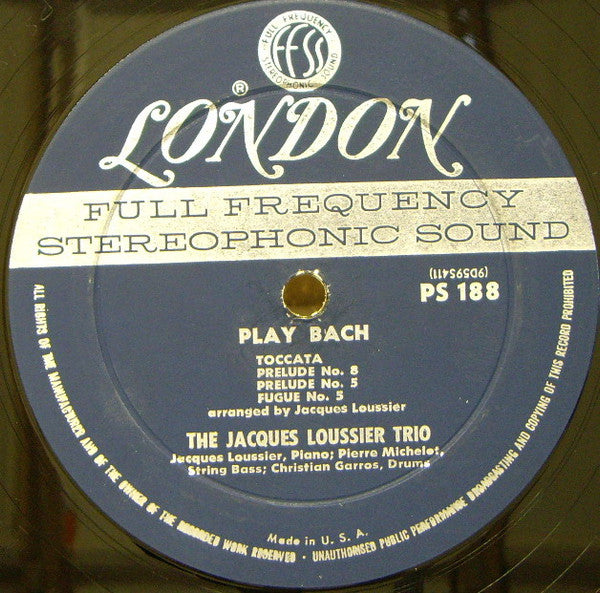 FULL FREQUENCY
ffss
STEREOPHONIC SOUND
®
LONDON
FULL FREQUENCY
STEREOPHONIC SOUND
(9D59S411)
PS 188
PLAY BACH
TOCCATA
PRELUDE No. 8
PRELUDE No. 5
FUGUE No. 5
arranged by Jacques Loussier
THE JACQUES LOUSSIER TRIO
Jacques Loussier, Piano; Pierre Michelot,
String Bass; Christian Garros, Drums
Made in U. S. A.
ALL RIGHTS OF THE MANUFACTURER AND OF THE OWNER OF THE RECORDED WORK RESERVED • UNAUTHORISED PUBLIC PERFORMANCE BROADCASTING AND COPYING OF THIS RECORD PROHIBITED